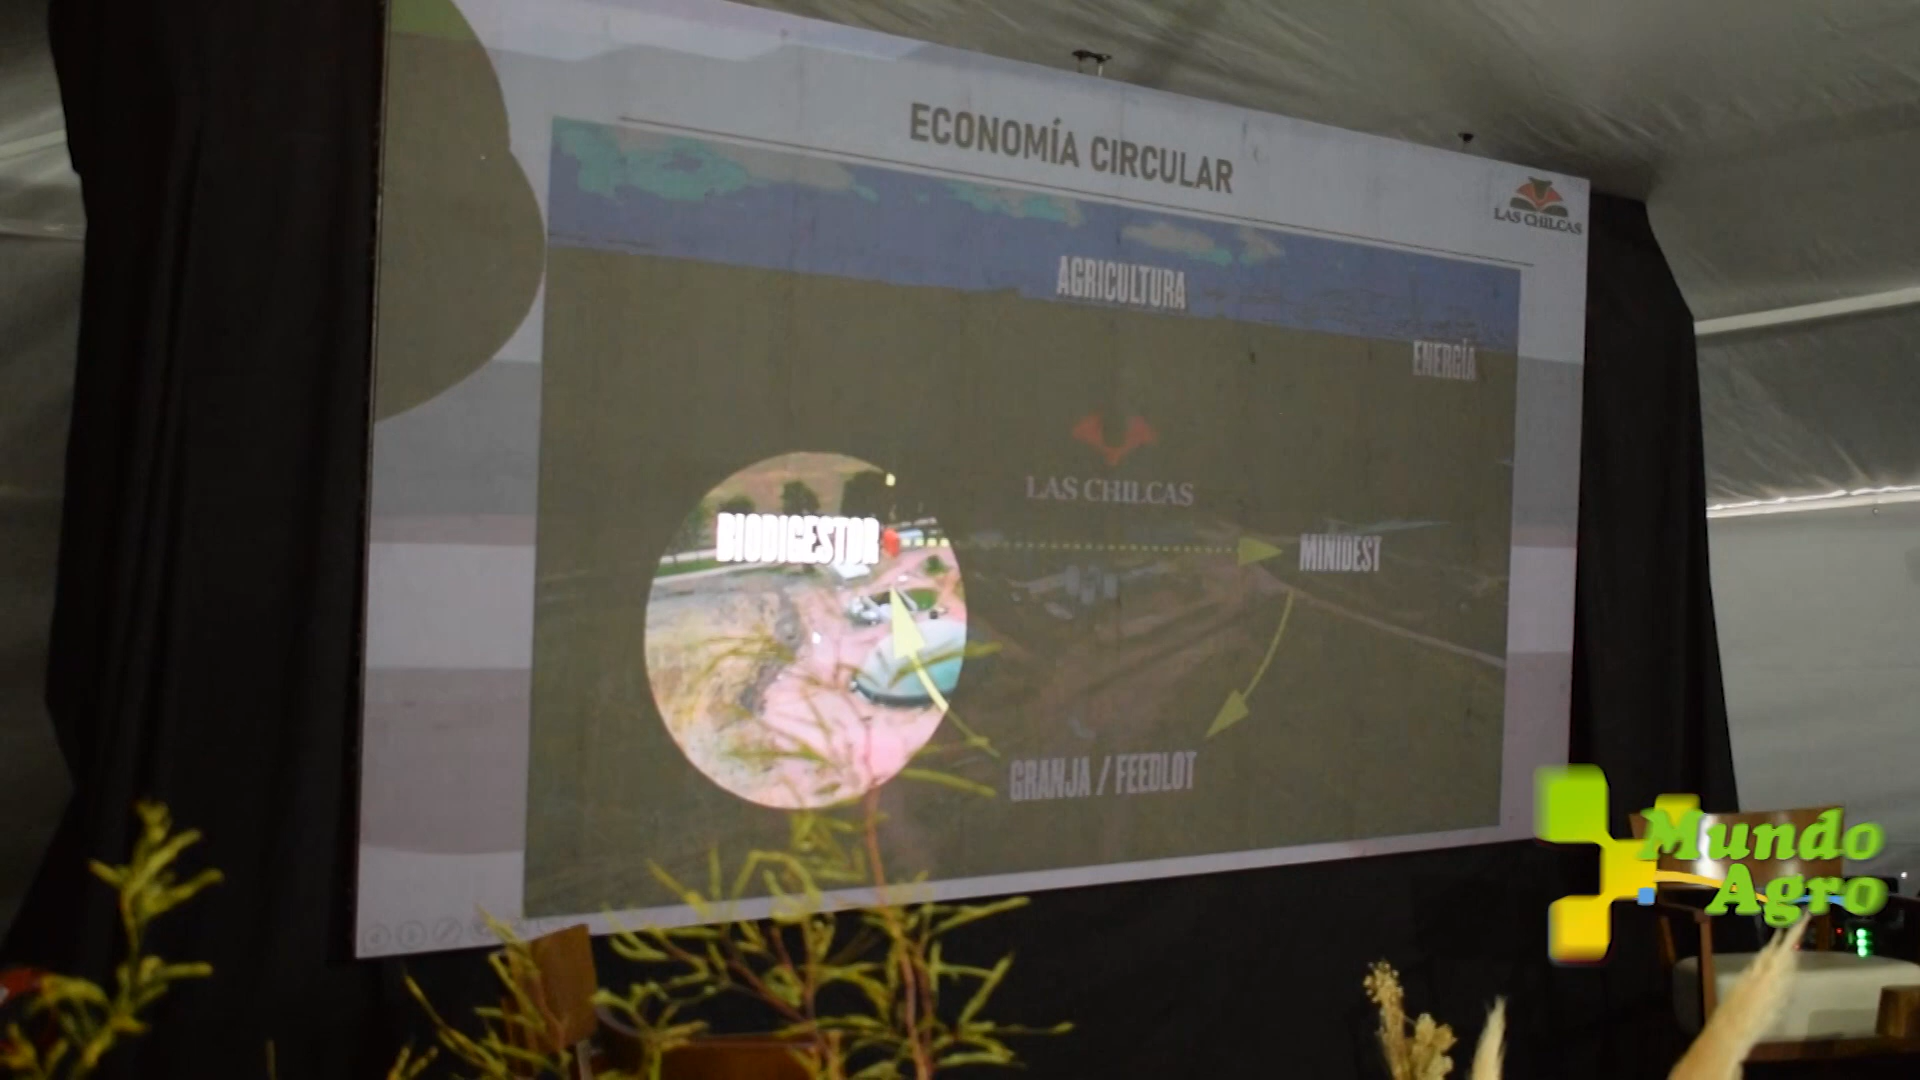 ECONOMÍA CIRCULAR
LAS CHILCAS
AGRICULTURA
ENERGÍA
LAS CHILCAS
BIODIGESTOR
MINIDEST
GRANJA / FEEDLOT
Mundo
Agro